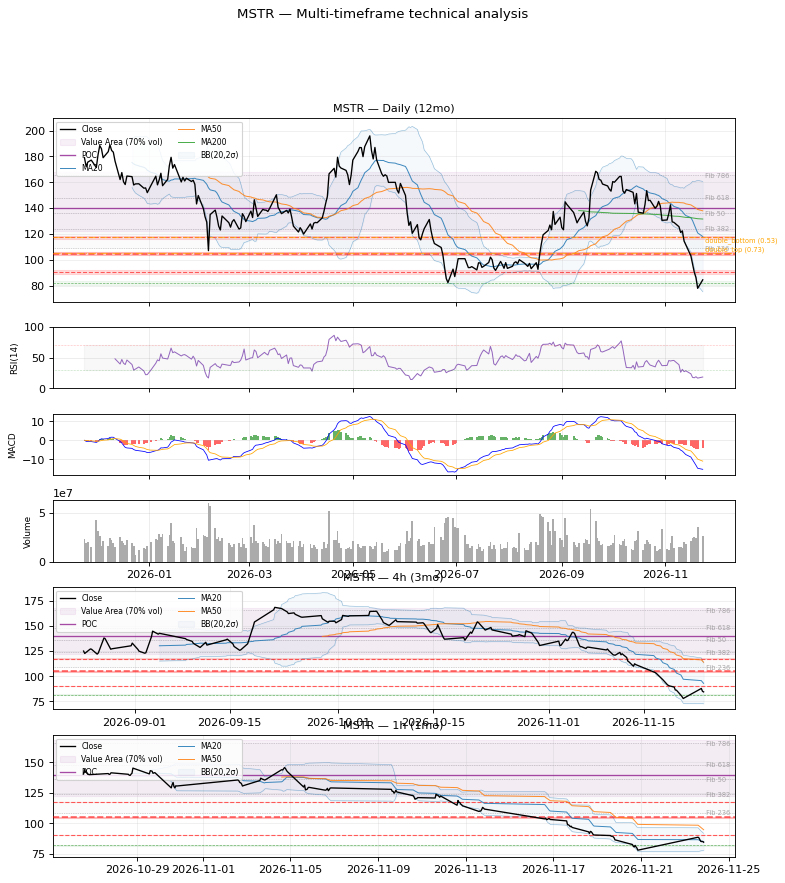 MSTR — Multi-timeframe technical analysis
MSTR — Daily (12mo)
Close
Value Area (70% vol)
POC
MA20
MA50
MA200
BB(20,2σ)
200
180
160
140
120
100
80
Fib 786
Fib 618
Fib 50
Fib 382
double_bottom (0.53)
RSI(14)
100
50
0
MACD
10
0
−10
Volume
1e7
5
0
2026-01
2026-03
2026-05
2026-07
2026-09
2026-11
MSTR — 4h (3mo)
Close
Value Area (70% vol)
POC
MA20
MA50
BB(20,2σ)
175
150
125
100
75
Fib 786
Fib 618
Fib 50
Fib 382
Fib 236
2026-09-01
2026-09-15
2026-10-01
2026-10-15
2026-11-01
2026-11-15
MSTR — 1h (1mo)
Close
Value Area (70% vol)
POC
MA20
MA50
BB(20,2σ)
150
125
100
75
Fib 786
Fib 618
Fib 50
Fib 382
Fib 236
2026-10-29
2026-11-01
2026-11-05
2026-11-09
2026-11-13
2026-11-17
2026-11-21
2026-11-25